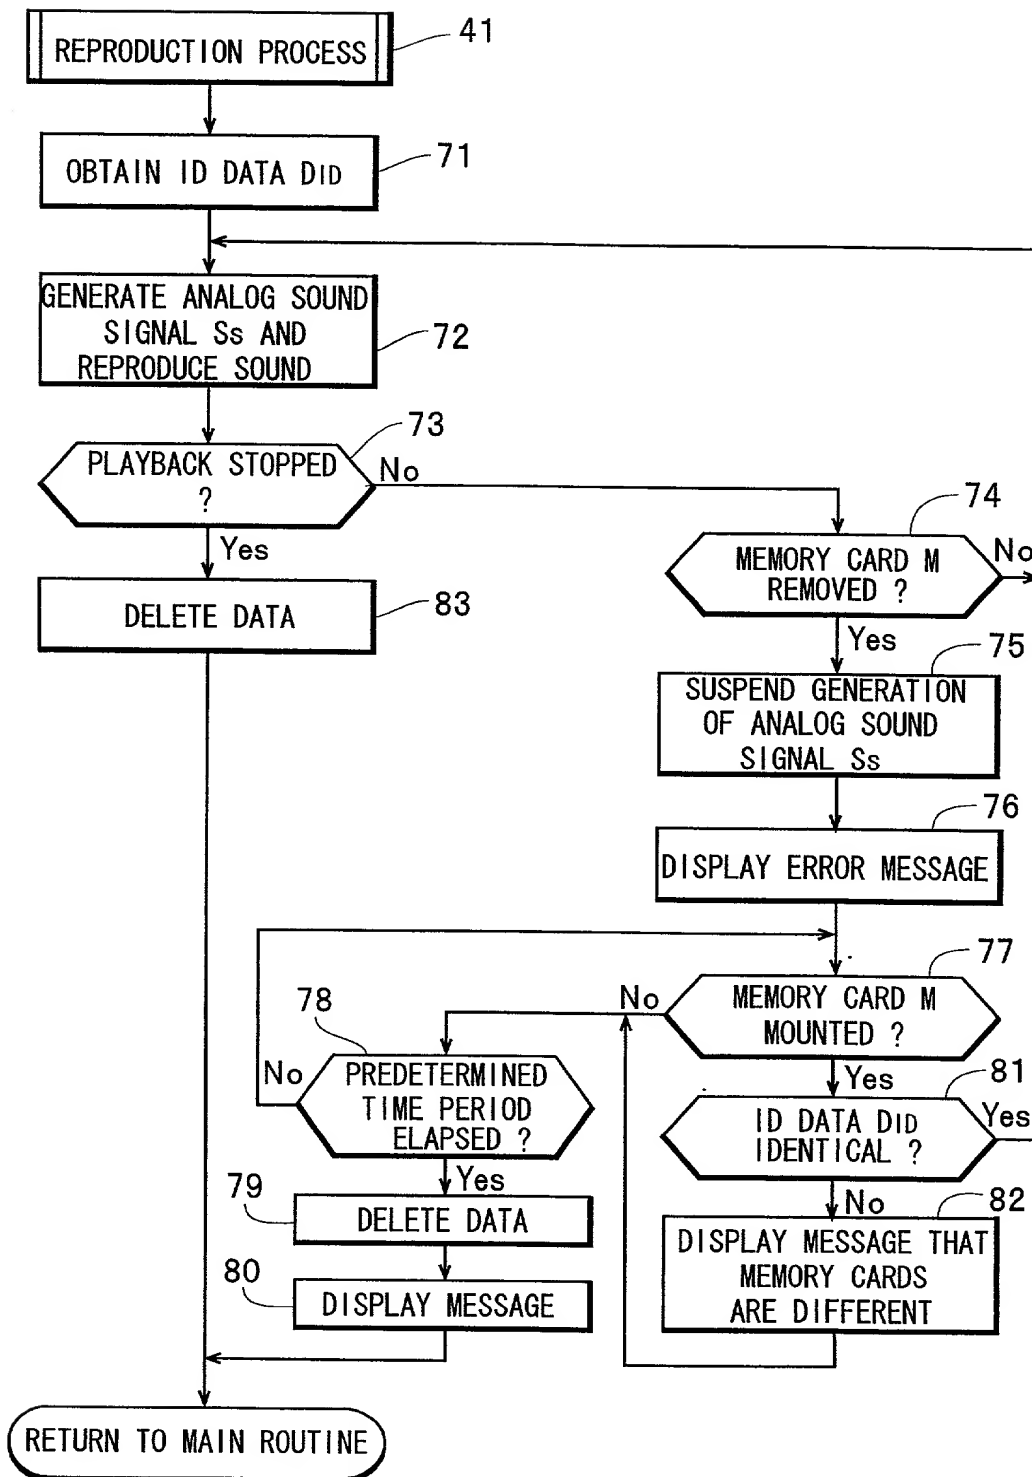 REPRODUCTION PROCESS
41
OBTAIN ID DATA DID
71
GENERATE ANALOG SOUND
SIGNAL Ss AND
REPRODUCE SOUND
72
PLAYBACK STOPPED
?
73
No
Yes
DELETE DATA
83
MEMORY CARD M
REMOVED ?
74
No
Yes
SUSPEND GENERATION
OF ANALOG SOUND
SIGNAL Ss
75
DISPLAY ERROR MESSAGE
76
MEMORY CARD M
MOUNTED ?
77
No
Yes
PREDETERMINED
TIME PERIOD
ELAPSED ?
78
No
Yes
ID DATA DID
IDENTICAL ?
81
Yes
No
DELETE DATA
79
DISPLAY MESSAGE THAT
MEMORY CARDS
ARE DIFFERENT
82
DISPLAY MESSAGE
80
RETURN TO MAIN ROUTINE